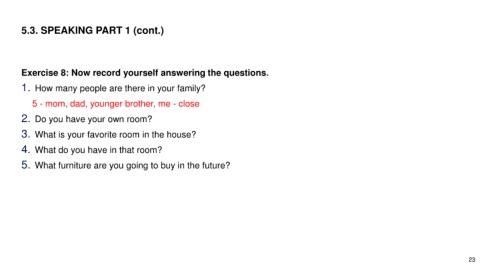 5.3. SPEAKING PART 1 (cont.)
Exercise 8: Now record yourself answering the questions.
1. How many people are there in your family?
5 - mom, dad, younger brother, me - close
2. Do you have your own room?
3. What is your favorite room in the house?
4. What do you have in that room?
5. What furniture are you going to buy in the future?
23